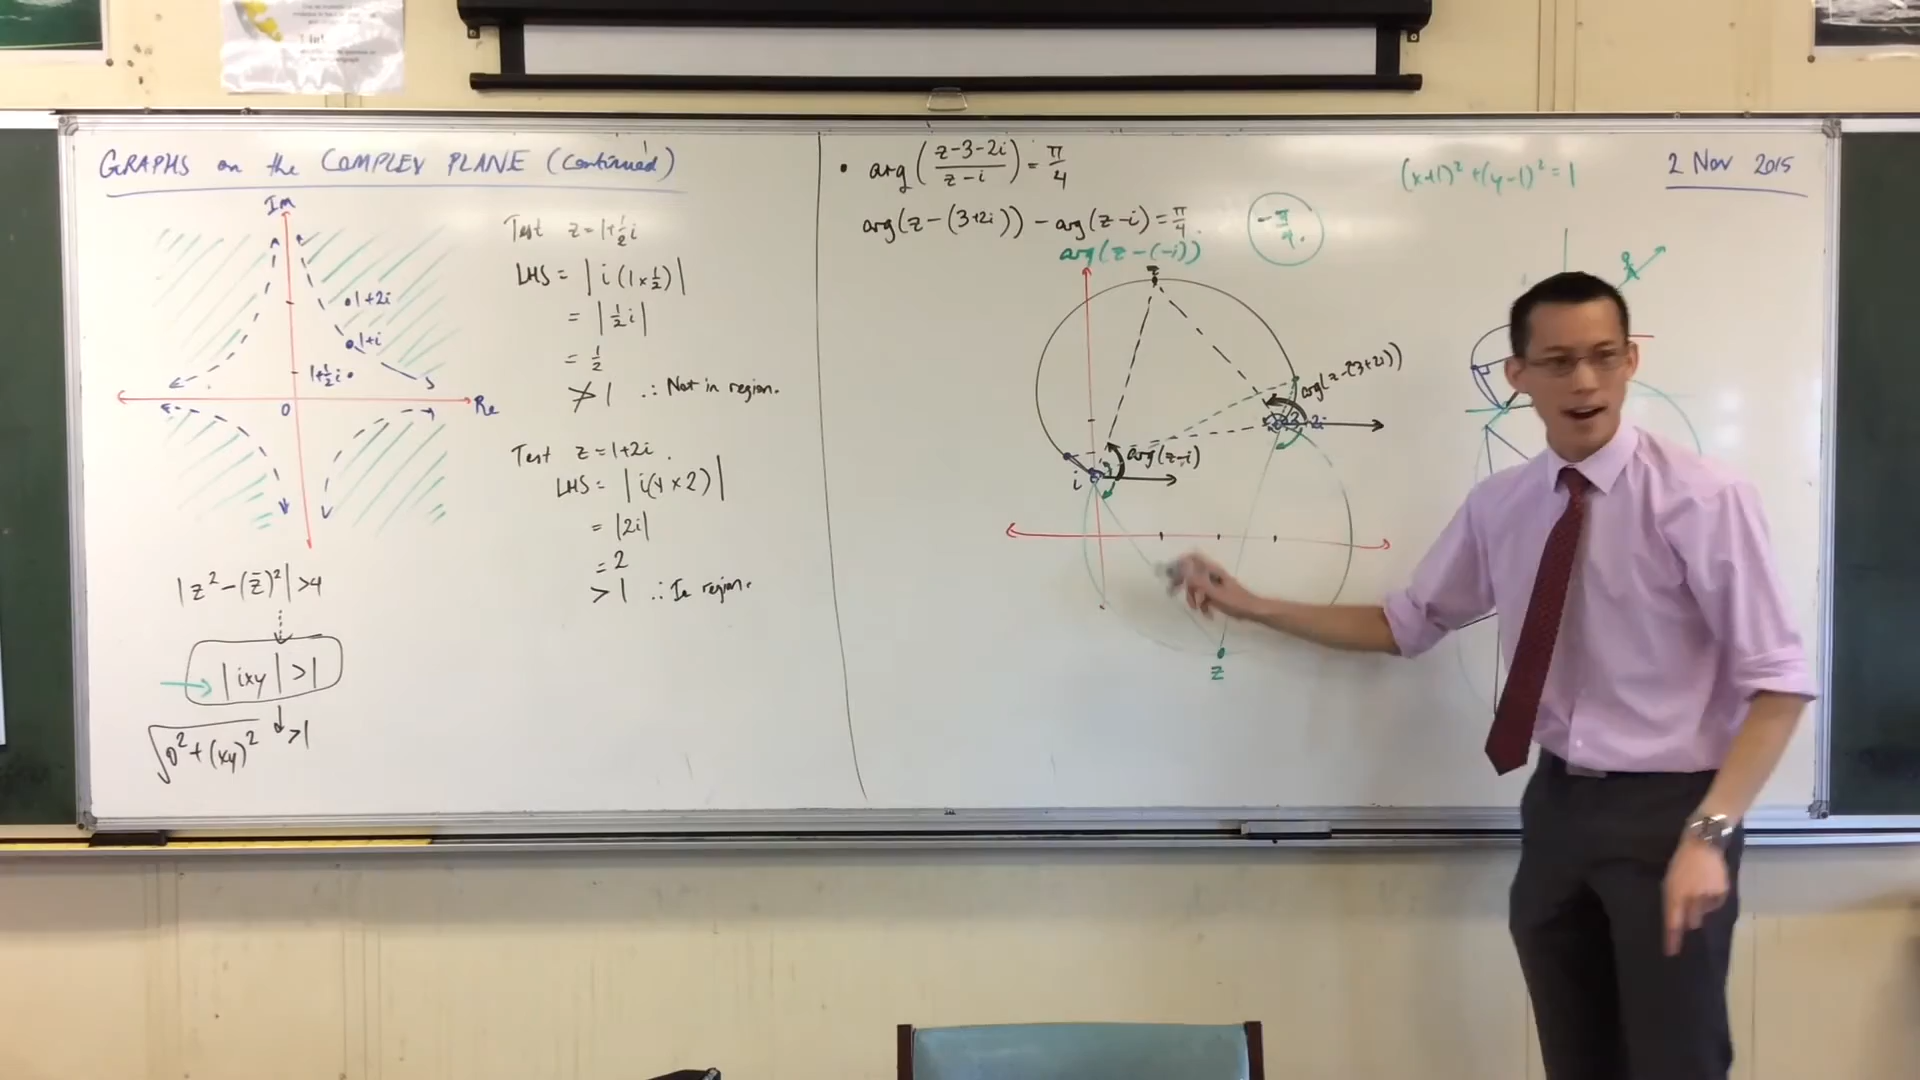 GRAPHS on the COMPLEX PLANE (Continued)
Im
1+2i
1+i
1+½i
0
Re
|z² - (z̄)²| > 4
|ixy| > 1
√0² + (xy)² > 1
Test z = 1+½i
LHS = |i(1×½)|
= |½i|
= ½
≯ 1 ∴ Not in region.
Test z = 1+2i.
LHS = |i(1×2)|
= |2i|
= 2
> 1 ∴ In region.
• arg((z-3-2i)/(z-i)) = π/4
arg(z-(3+2i)) - arg(z-i) = π/4.
-π/4.
arg(z-(-i))
z
arg(z-(3+2i))
arg(z-i)
i
z
(x+1)² + (y-1)² = 1
2 Nov 2015